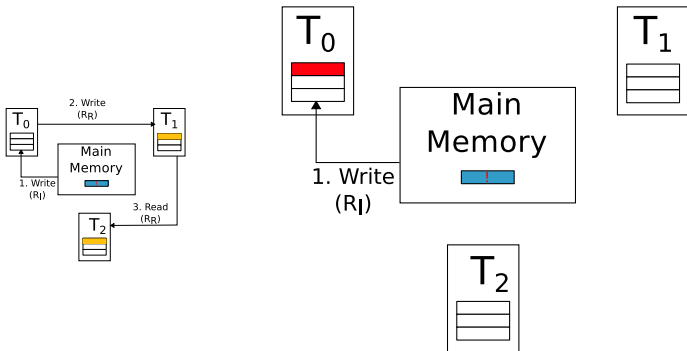 2. Write
(RR)
T0
T1
Main
Memory
!
1. Write
(RI)
3. Read
(RR)
T2
T0
T1
Main
Memory
!
1. Write
(RI)
T2